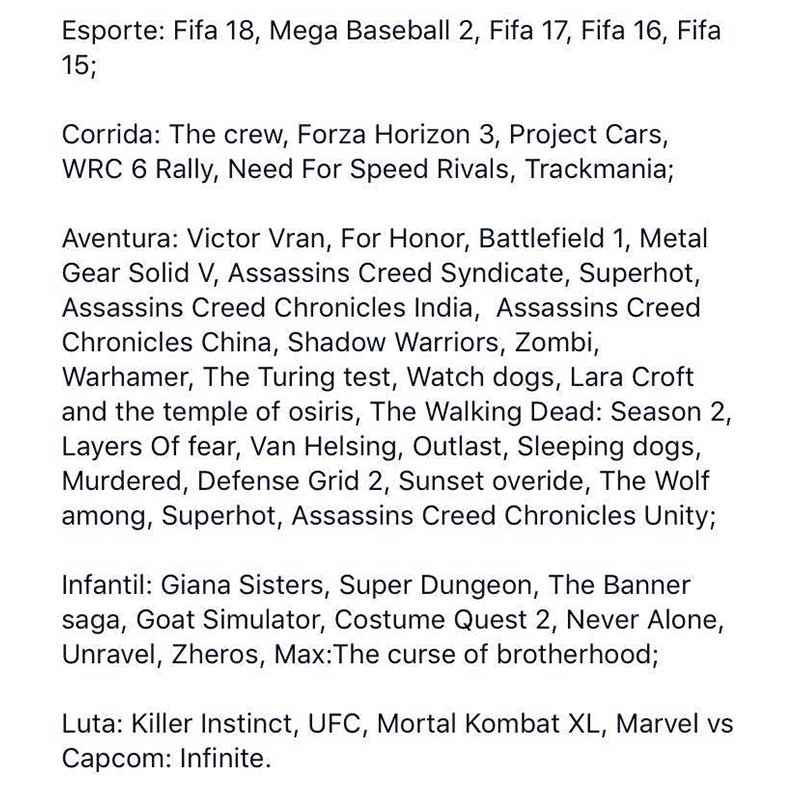 Esporte: Fifa 18, Mega Baseball 2, Fifa 17, Fifa 16, Fifa
15;
Corrida: The crew, Forza Horizon 3, Project Cars,
WRC 6 Rally, Need For Speed Rivals, Trackmania;
Aventura: Victor Vran, For Honor, Battlefield 1, Metal
Gear Solid V, Assassins Creed Syndicate, Superhot,
Assassins Creed Chronicles India,  Assassins Creed
Chronicles China, Shadow Warriors, Zombi,
Warhamer, The Turing test, Watch dogs, Lara Croft
and the temple of osiris, The Walking Dead: Season 2,
Layers Of fear, Van Helsing, Outlast, Sleeping dogs,
Murdered, Defense Grid 2, Sunset overide, The Wolf
among, Superhot, Assassins Creed Chronicles Unity;
Infantil: Giana Sisters, Super Dungeon, The Banner
saga, Goat Simulator, Costume Quest 2, Never Alone,
Unravel, Zheros, Max:The curse of brotherhood;
Luta: Killer Instinct, UFC, Mortal Kombat XL, Marvel vs
Capcom: Infinite.